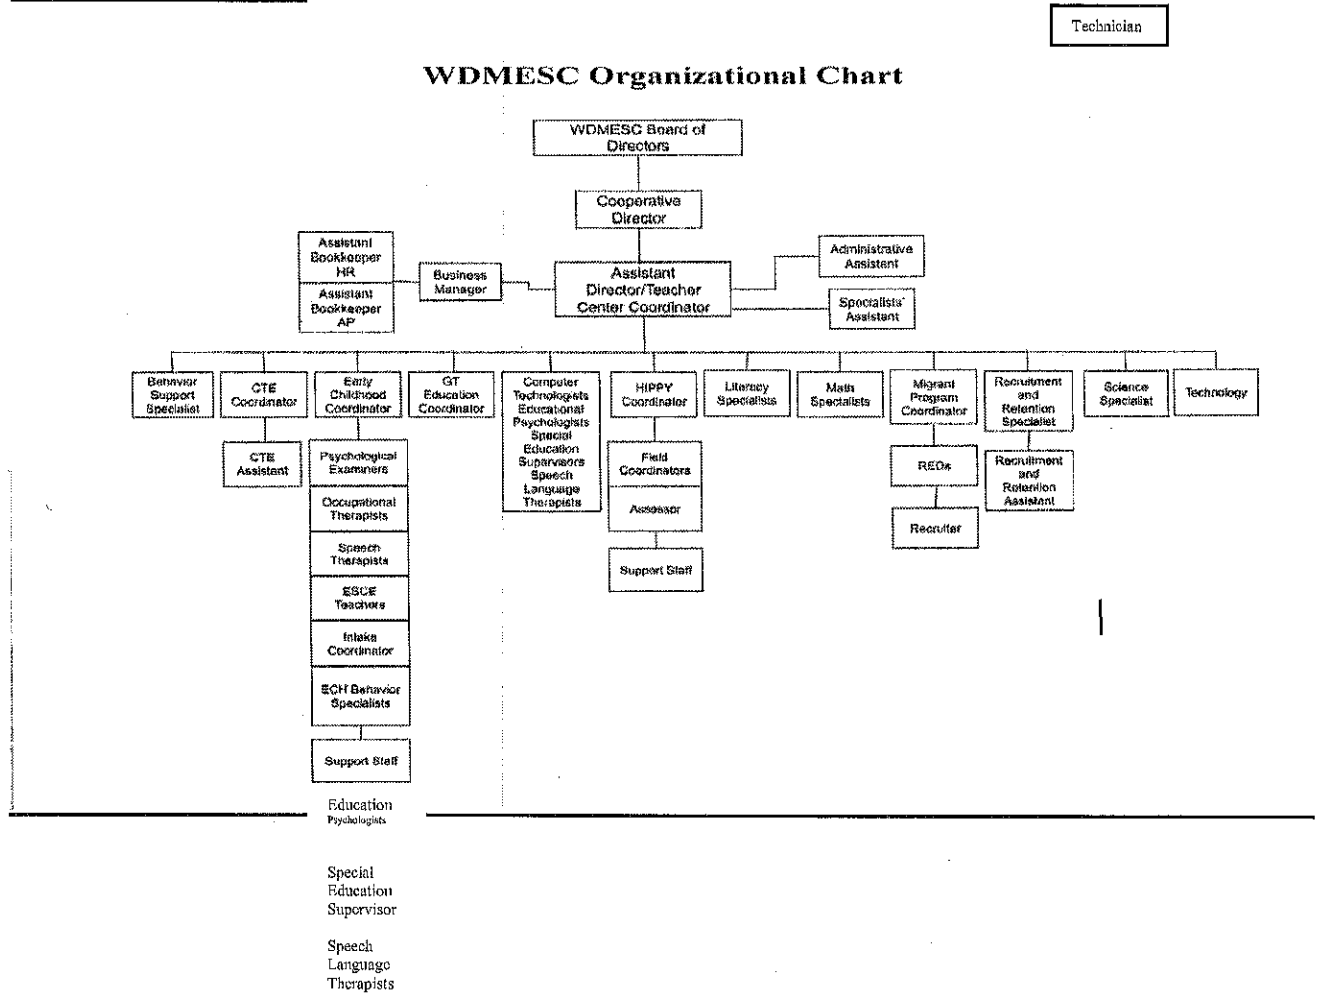 Technician
WDMESC Organizational Chart
WDMESC Board of
Directors
Cooperative
Director
Assistant
Bookkeeper
HR
Assistant
Bookkeeper
AP
Business
Manager
Assistant
Director/Teacher
Center Coordinator
Administrative
Assistant
Specialists'
Assistant
Behavior
Support
Specialist
CTE
Coordinator
Early
Childhood
Coordinator
GT
Education
Coordinator
Computer
Technologists
Educational
Psychologists
Special
Education
Supervisors
Speech
Language
Therapists
HIPPY
Coordinator
Literacy
Specialists
Math
Specialists
Migrant
Program
Coordinator
Recruitment
and
Retention
Specialist
Science
Specialist
Technology
CTE
Assistant
Psychological
Examiners
Occupational
Therapists
Speech
Therapists
ESCE
Teachers
Intake
Coordinator
ECH Behavior
Specialists
Support Staff
Field
Coordinators
Assessor
Support Staff
REDs
Recruiter
Recruitment
and
Retention
Assistant
Education
Psychologists
Special
Education
Supervisor
Speech
Language
Therapists